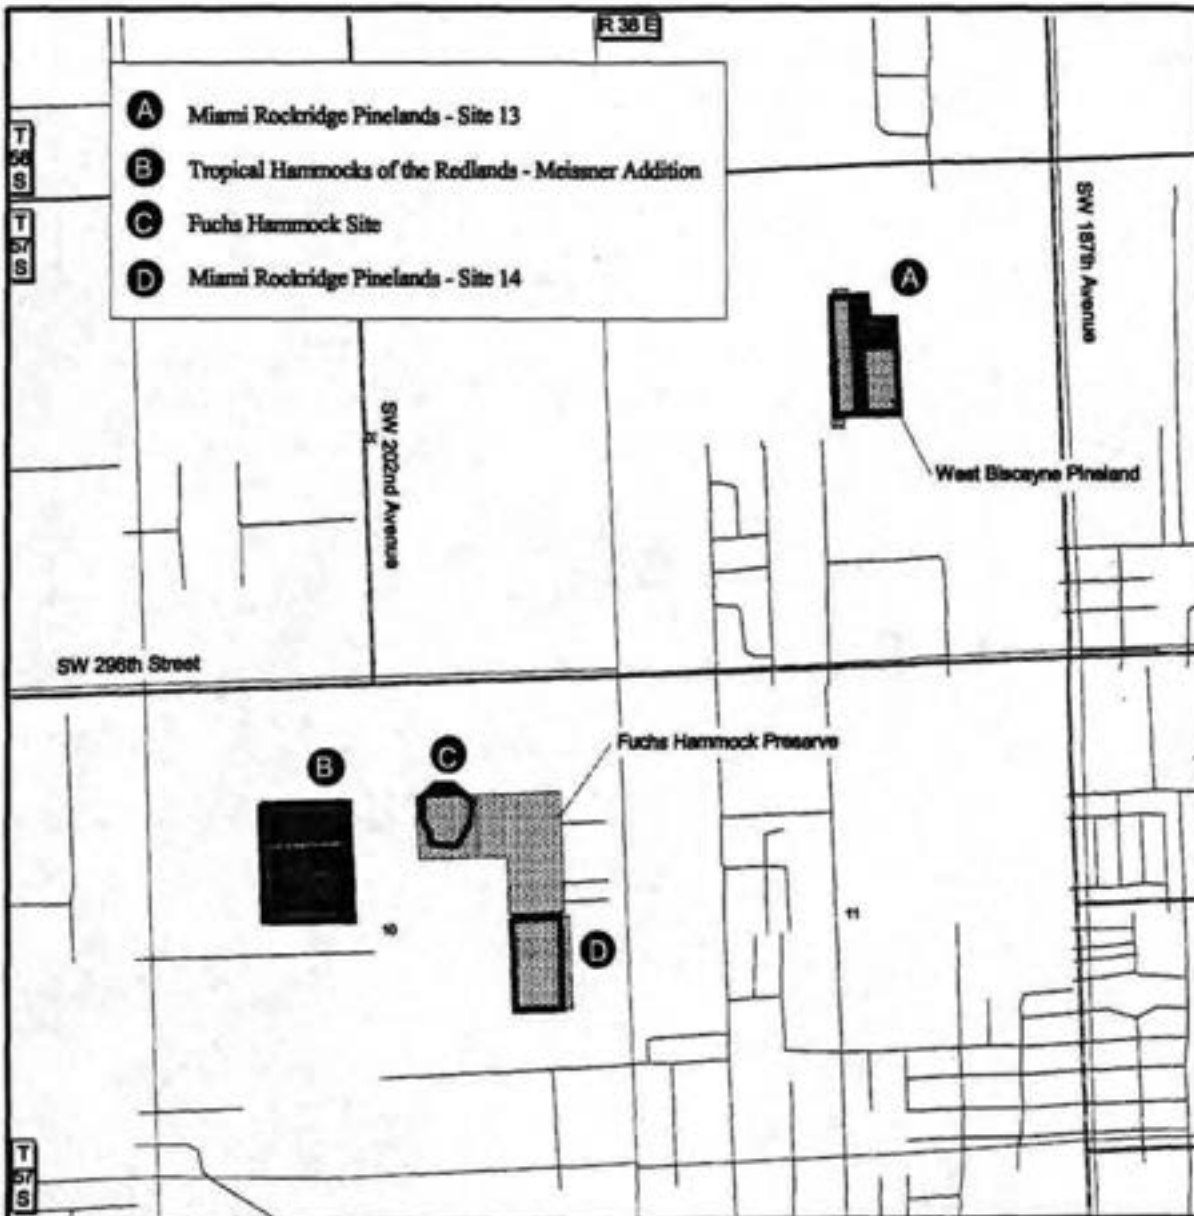 R 38 E
A Miami Rockridge Pinelands - Site 13
B Tropical Hammocks of the Redlands - Meissner Addition
C Fuchs Hammock Site
D Miami Rockridge Pinelands - Site 14
T
56
S
T
57
S
SW 187th Avenue
A
SW 202nd Avenue
West Biscayne Pineland
SW 296th Street
Fuchs Hammock Preserve
B
C
11
10
D
T
57
S